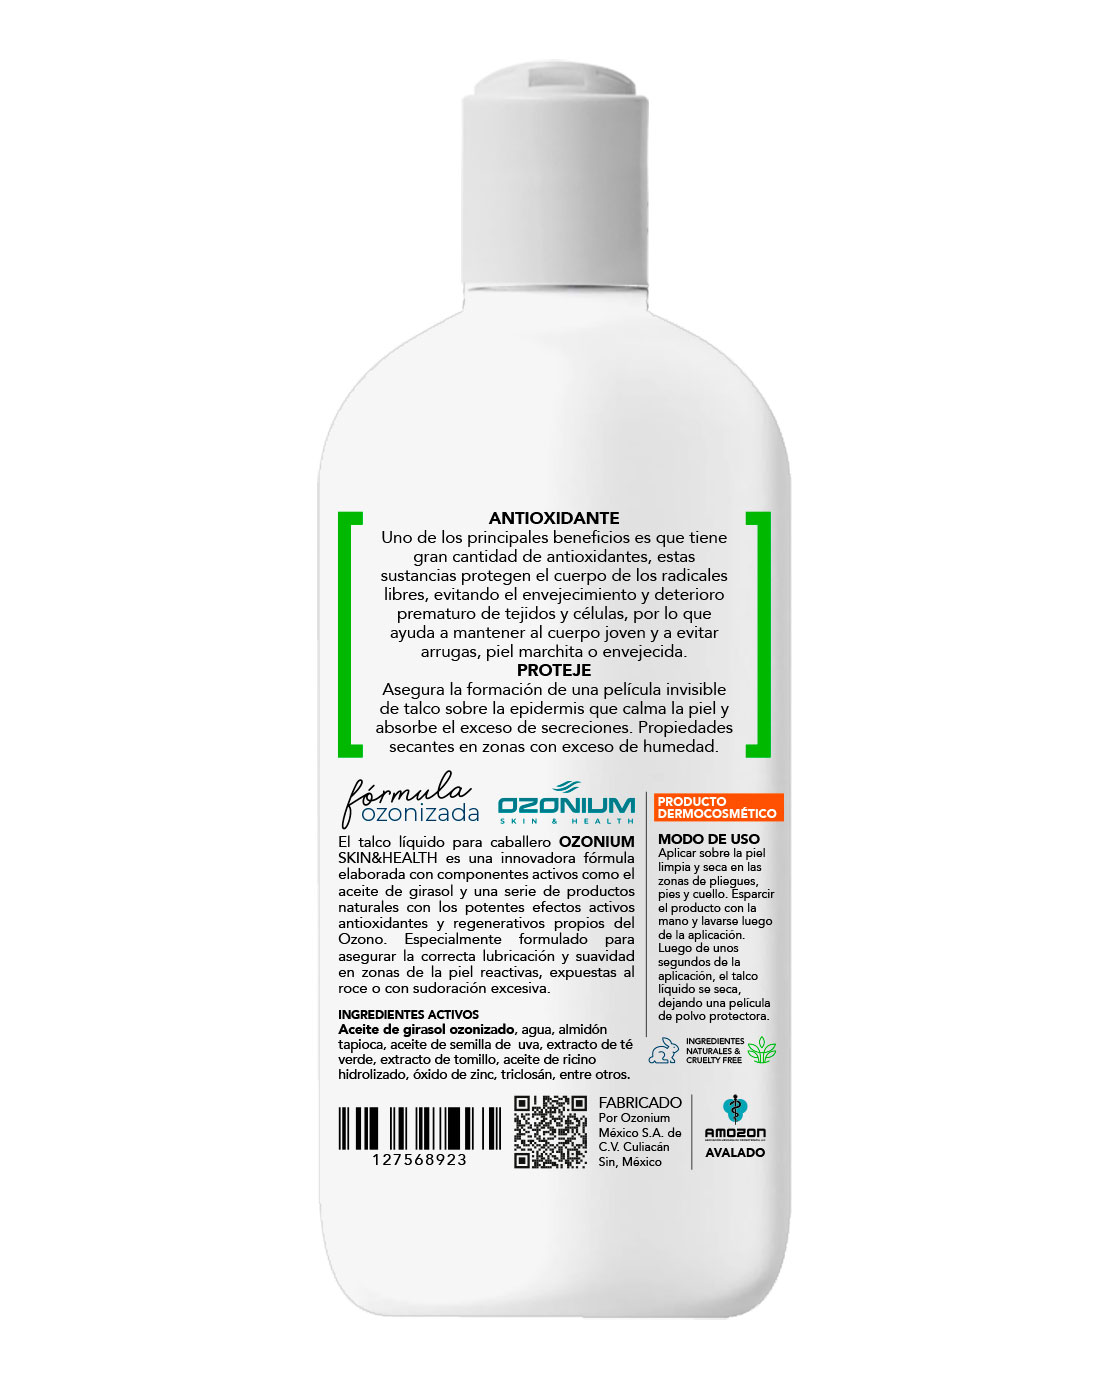 ANTIOXIDANTE
Uno de los principales beneficios es que tiene
gran cantidad de antioxidantes, estas
sustancias protegen el cuerpo de los radicales
libres, evitando el envejecimiento y deterioro
prematuro de tejidos y células, por lo que
ayuda a mantener al cuerpo joven y a evitar
arrugas, piel marchita o envejecida.
PROTEJE
Asegura la formación de una película invisible
de talco sobre la epidermis que calma la piel y
absorbe el exceso de secreciones. Propiedades
secantes en zonas con exceso de humedad.
fórmula
ozonizada
OZONIUM
SKIN & HEALTH
El talco líquido para caballero OZONIUM
SKIN&HEALTH es una innovadora fórmula
elaborada con componentes activos como el
aceite de girasol y una serie de productos
naturales con los potentes efectos activos
antioxidantes y regenerativos propios del
Ozono. Especialmente formulado para
asegurar la correcta lubricación y suavidad
en zonas de la piel reactivas, expuestas al
roce o con sudoración excesiva.
INGREDIENTES ACTIVOS
Aceite de girasol ozonizado, agua, almidón
tapioca, aceite de semilla de uva, extracto de té
verde, extracto de tomillo, aceite de ricino
hidrolizado, óxido de zinc, triclosán, entre otros.
PRODUCTO
DERMOCOSMÉTICO
MODO DE USO
Aplicar sobre la piel
limpia y seca en las
zonas de pliegues,
pies y cuello. Esparcir
el producto con la
mano y lavarse luego
de la aplicación.
Luego de unos
segundos de la
aplicación, el talco
líquido se seca,
dejando una película
de polvo protectora.
INGREDIENTES
NATURALES &
CRUELTY FREE
127568923
FABRICADO
Por Ozonium
México S.A. de
C.V. Culiacán
Sin, México
AMOZON
AVALADO